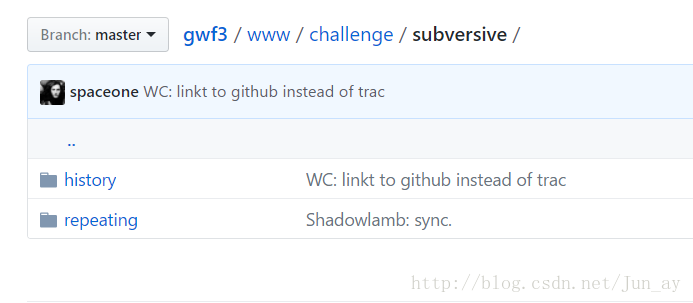 Branch: master gwf3 / www / challenge / subversive /
spaceone WC: linkt to github instead of trac
..
history WC: linkt to github instead of trac
repeating Shadowlamb: sync.
http://blog.csdn.net/Jun_ay